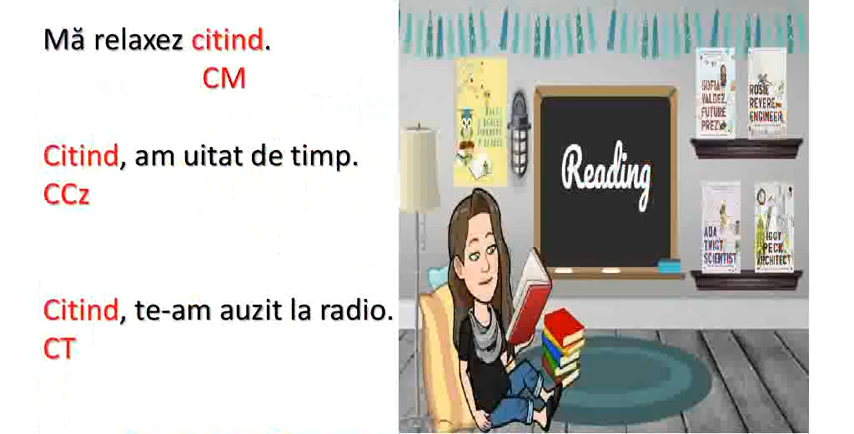 Mă relaxez citind.
CM
Citind, am uitat de timp.
CCz
Citind, te-am auzit la radio.
CT
Reading
SOFIA
VALDEZ,
FUTURE
PREZ
ROSIE
REVERE,
ENGINEER
ADA
TWIST
SCIENTIST
IGGY
PECK,
ARCHITECT